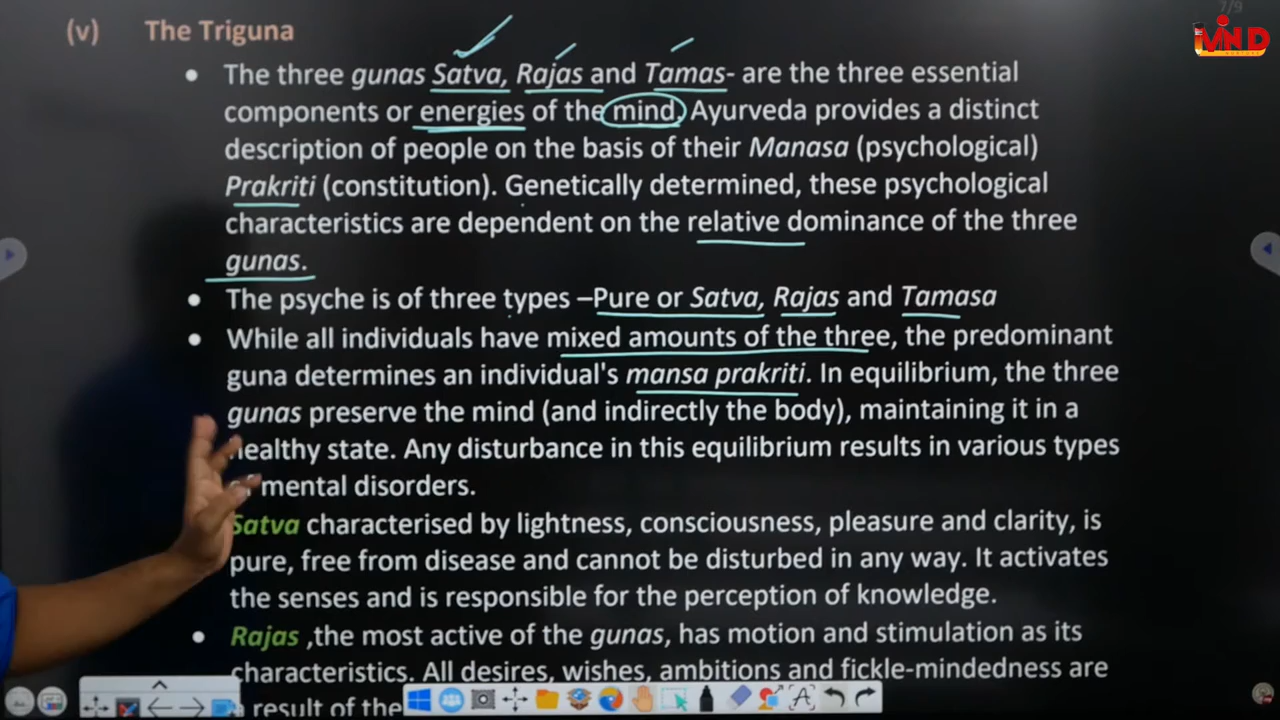 7/9
MIND
(v) The Triguna
• The three gunas Satva, Rajas and Tamas- are the three essential
components or energies of the mind. Ayurveda provides a distinct
description of people on the basis of their Manasa (psychological)
Prakriti (constitution). Genetically determined, these psychological
characteristics are dependent on the relative dominance of the three
gunas.
• The psyche is of three types –Pure or Satva, Rajas and Tamasa
• While all individuals have mixed amounts of the three, the predominant
guna determines an individual's mansa prakriti. In equilibrium, the three
gunas preserve the mind (and indirectly the body), maintaining it in a
healthy state. Any disturbance in this equilibrium results in various types
mental disorders.
Satva characterised by lightness, consciousness, pleasure and clarity, is
pure, free from disease and cannot be disturbed in any way. It activates
the senses and is responsible for the perception of knowledge.
• Rajas ,the most active of the gunas, has motion and stimulation as its
characteristics. All desires, wishes, ambitions and fickle-mindedness are
a result of the